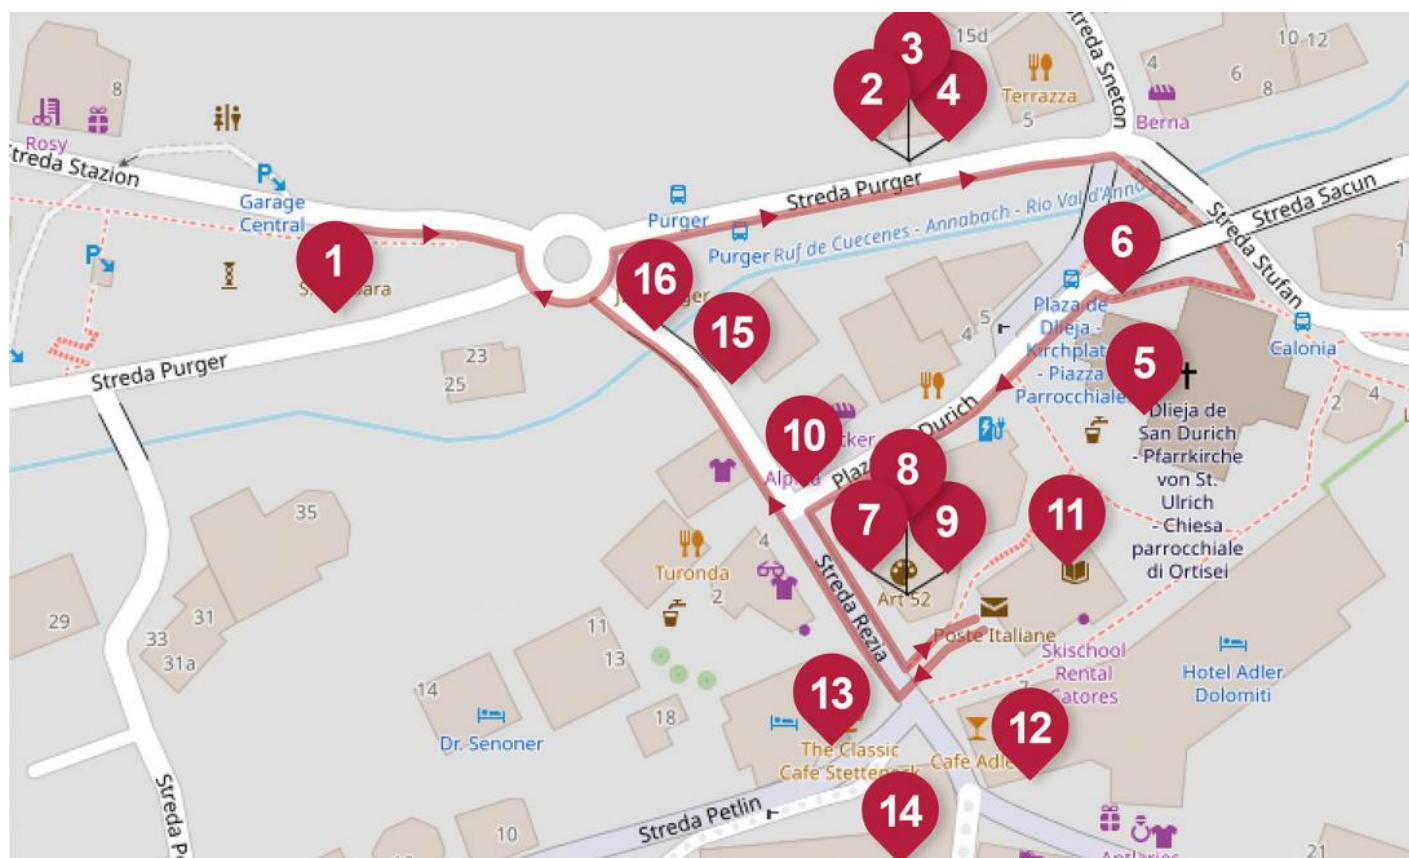 3
15d
10-12
4
6
8
2
4
Terrazza
5
Streda Sneton
Berna
8
Rosy
Streda Stazion
P
Garage
Central
Purger
Streda Purger
Purger
Ruf de Cuecenes - Annabach - Rio Val d'Anna
Streda Sacun
Streda Stufan
P
1
16
6
15
5
4
5
Plaza de
Dlieja -
Kirchplatz
- Piazza
Parrocchiale
Calonia
Streda Purger
23
25
2
4
Dlieja de
San Durich
- Pfarrkirche
von St.
Ulrich
- Chiesa
parrocchiale
di Ortisei
10
Durich
8
7
9
11
35
Turonda
4
2
Streda Rezia
Art 52
Poste Italiane
29
33
31
31a
11
13
Skischool
Rental
Catores
Hotel Adler
Dolomiti
14
Dr. Senoner
18
13
The Classic
Cafe Stetteneck
7
12
Cafe Adler
14
Streda Petlin
10
21